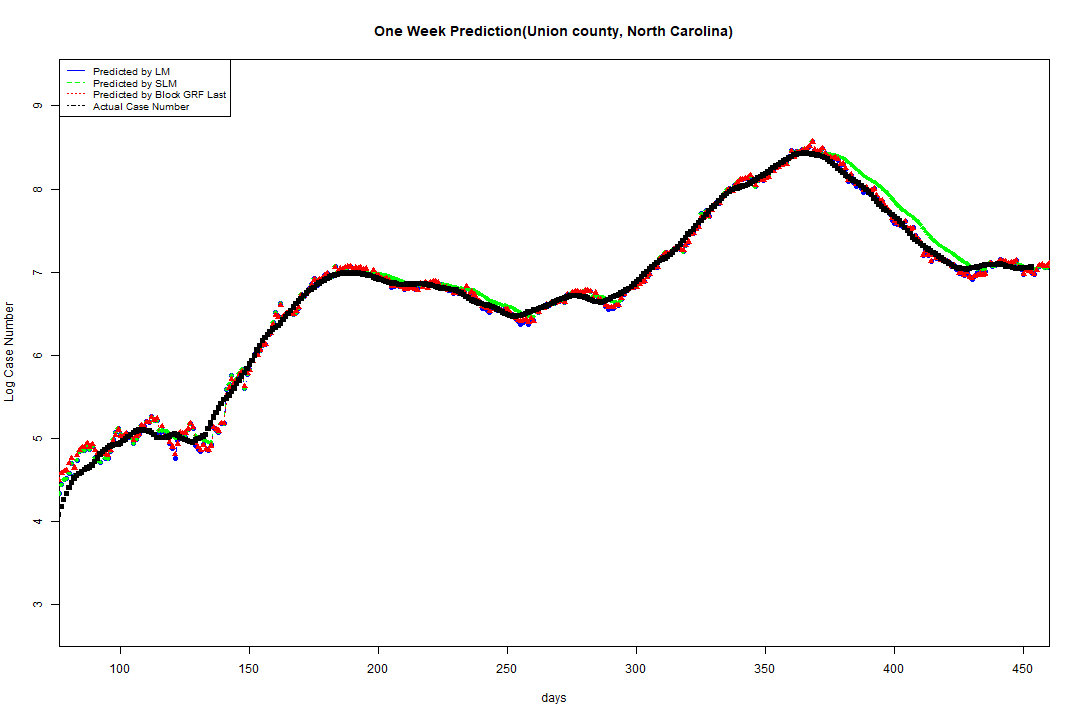 One Week Prediction(Union county, North Carolina)
Predicted by LM
Predicted by SLM
Predicted by Block GRF Last
Actual Case Number
9
8
7
6
5
4
3
Log Case Number
100 150 200 250 300 350 400 450
days